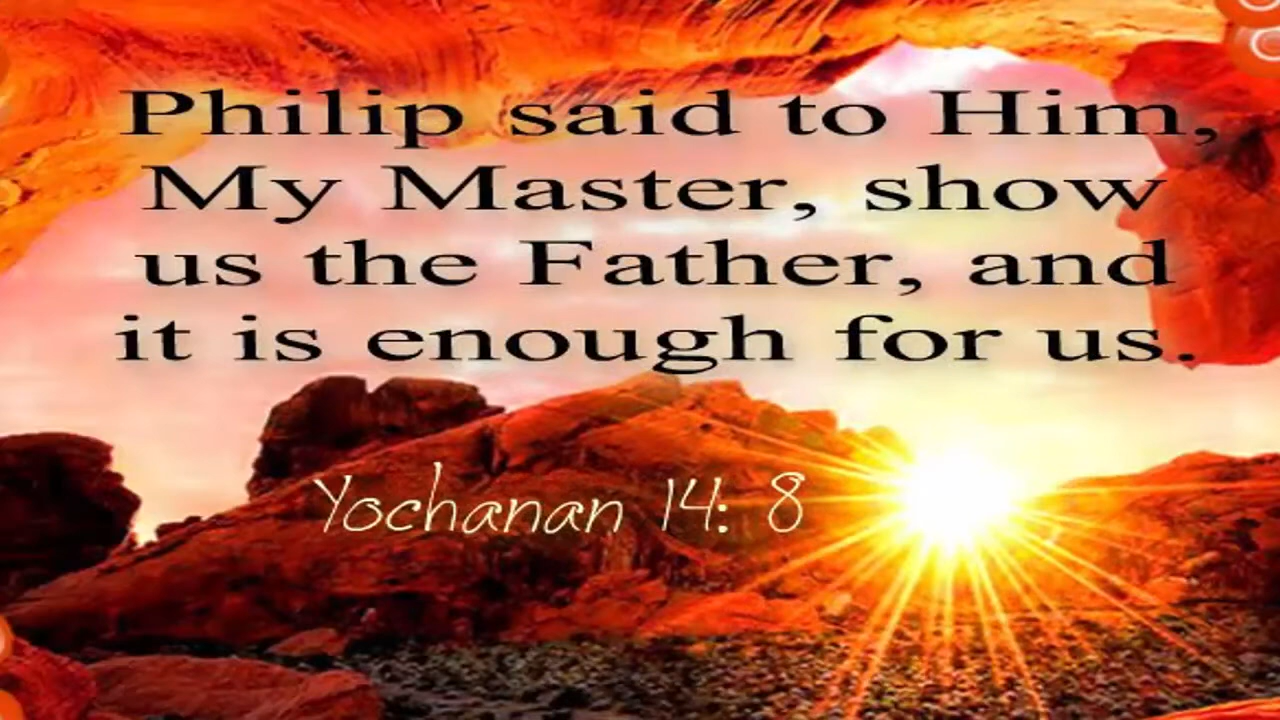 Philip said to Him,
My Master, show
us the Father, and
it is enough for us.
Yochanan 14: 8